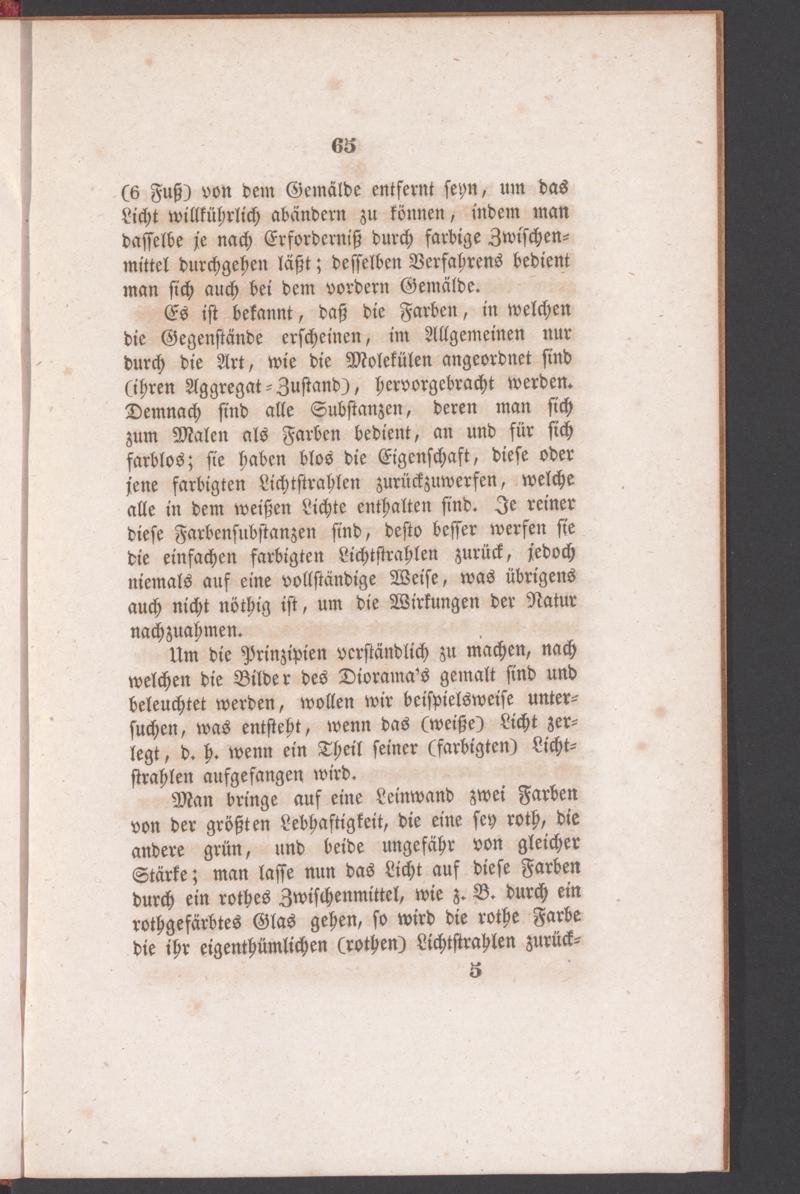 65
(6 Fuß) von dem Gemälde entfernt seyn, um das
Licht willkührlich abändern zu können, indem man
dasselbe je nach Erforderniß durch farbige Zwischen=
mittel durchgehen läßt; desselben Verfahrens bedient
man sich auch bei dem vordern Gemälde.
Es ist bekannt, daß die Farben, in welchen
die Gegenstände erscheinen, im Allgemeinen nur
durch die Art, wie die Molekülen angeordnet sind
(ihren Aggregat=Zustand), hervorgebracht werden.
Demnach sind alle Substanzen, deren man sich
zum Malen als Farben bedient, an und für sich
farblos; sie haben blos die Eigenschaft, diese oder
jene farbigten Lichtstrahlen zurückzuwerfen, welche
alle in dem weißen Lichte enthalten sind. Je reiner
diese Farbensubstanzen sind, desto besser werfen sie
die einfachen farbigten Lichtstrahlen zurück, jedoch
niemals auf eine vollständige Weise, was übrigens
auch nicht nöthig ist, um die Wirkungen der Natur
nachzuahmen.
Um die Prinzipien verständlich zu machen, nach
welchen die Bilder des Diorama's gemalt sind und
beleuchtet werden, wollen wir beispielsweise unter=
suchen, was entsteht, wenn das (weiße) Licht zer=
legt, d. h. wenn ein Theil seiner (farbigten) Licht=
strahlen aufgefangen wird.
Man bringe auf eine Leinwand zwei Farben
von der größten Lebhaftigkeit, die eine sey roth, die
andere grün, und beide ungefähr von gleicher
Stärke; man lasse nun das Licht auf diese Farben
durch ein rothes Zwischenmittel, wie z. B. durch ein
rothgefärbtes Glas gehen, so wird die rothe Farbe
die ihr eigenthümlichen (rothen) Lichtstrahlen zurück=
5